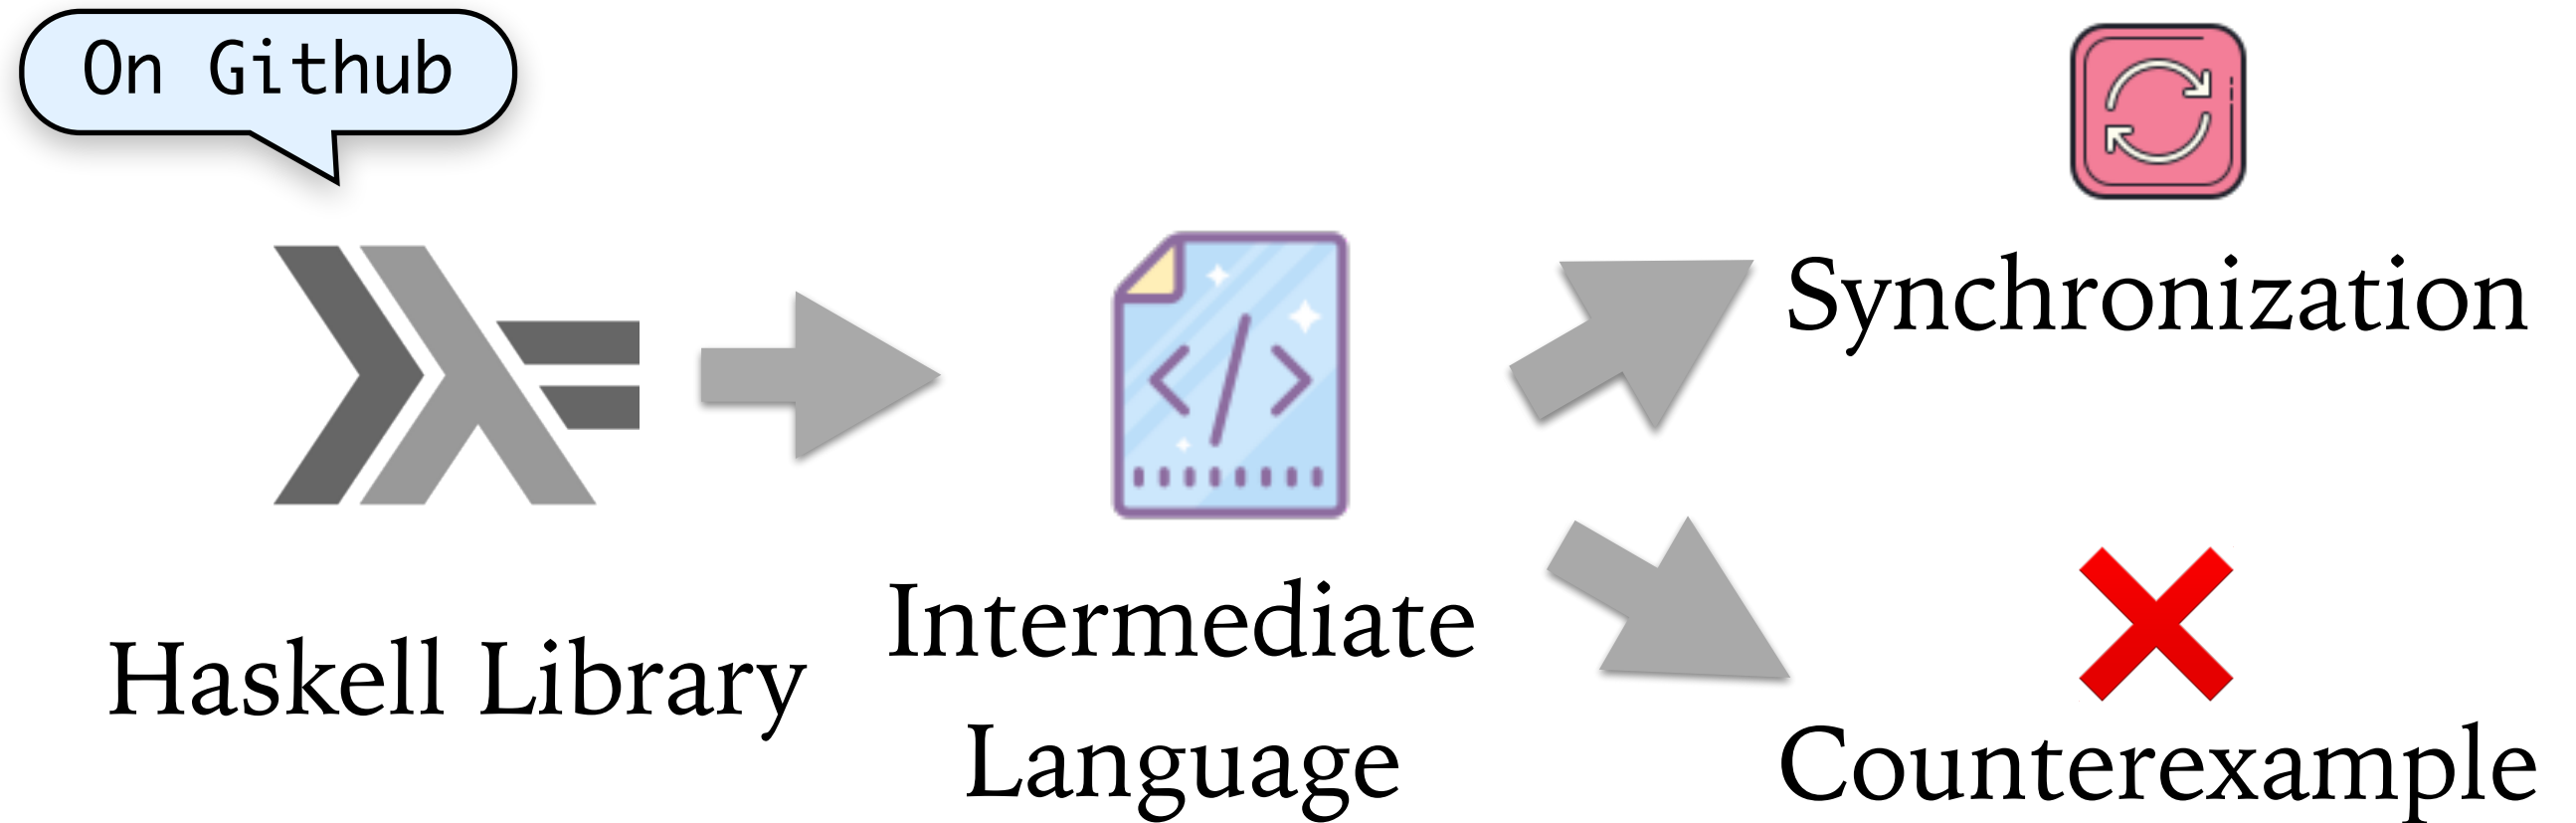 On Github
Haskell Library
Intermediate
Language
Synchronization
Counterexample